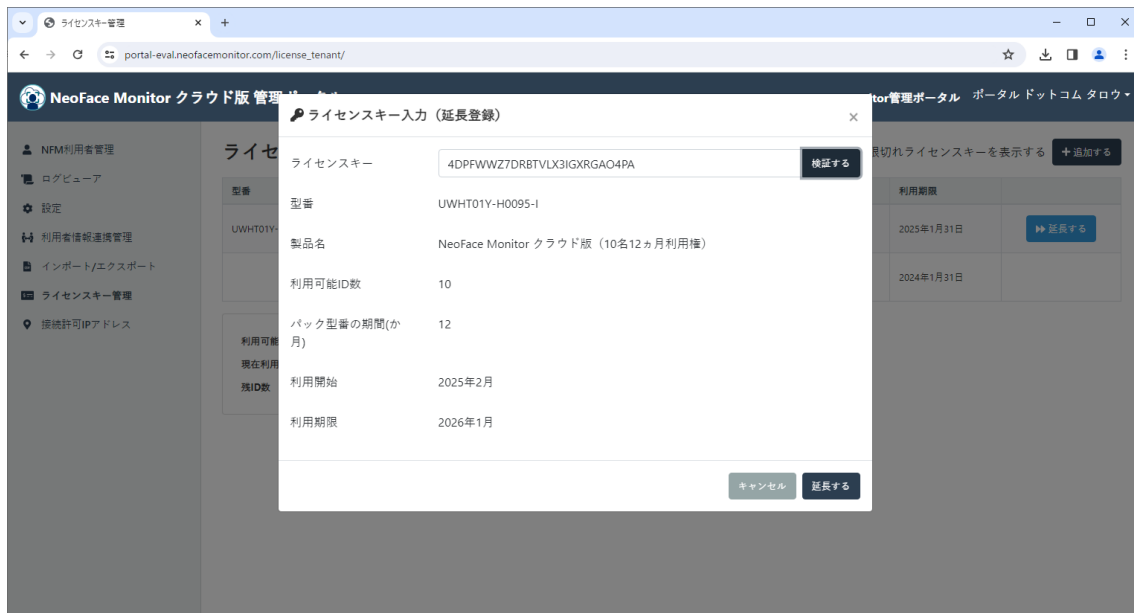 ライセンスキー管理
portal-eval.neofacemonitor.com/license_tenant/
NeoFace Monitor クラウド版 管理
tor管理ポータル ポータル ドットコム タロウ
NFM利用者管理
ログビューア
設定
利用者情報連携管理
インポート/エクスポート
ライセンスキー管理
接続許可IPアドレス
ライセ
限切れライセンスキーを表示する
+追加する
型番
利用期限
UWHT01Y-
2025年1月31日
延長する
2024年1月31日
利用可能
現在利用
残ID数
ライセンスキー入力（延長登録）
×
ライセンスキー 4DPFWWZ7DRBTVLX3IGXRGAO4PA 検証する
型番 UWHT01Y-H0095-I
製品名 NeoFace Monitor クラウド版（10名12ヵ月利用権）
利用可能ID数 10
パック型番の期間(か 12
月)
利用開始 2025年2月
利用期限 2026年1月
キャンセル 延長する